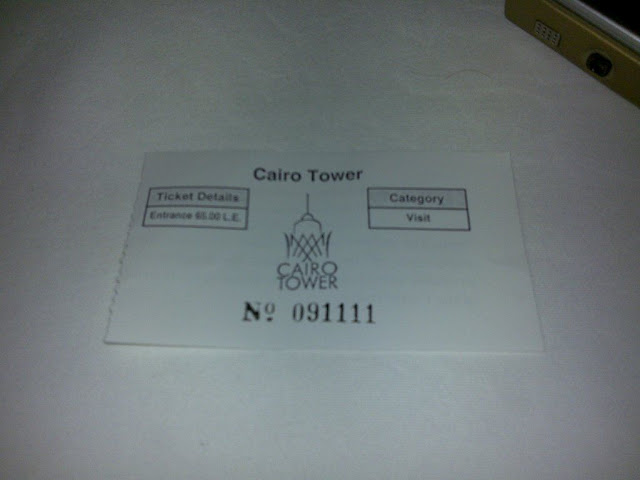 Cairo Tower
Ticket Details
Entrance 65.00 L.E.
Category
Visit
CAIRO
TOWER
Nº 091111